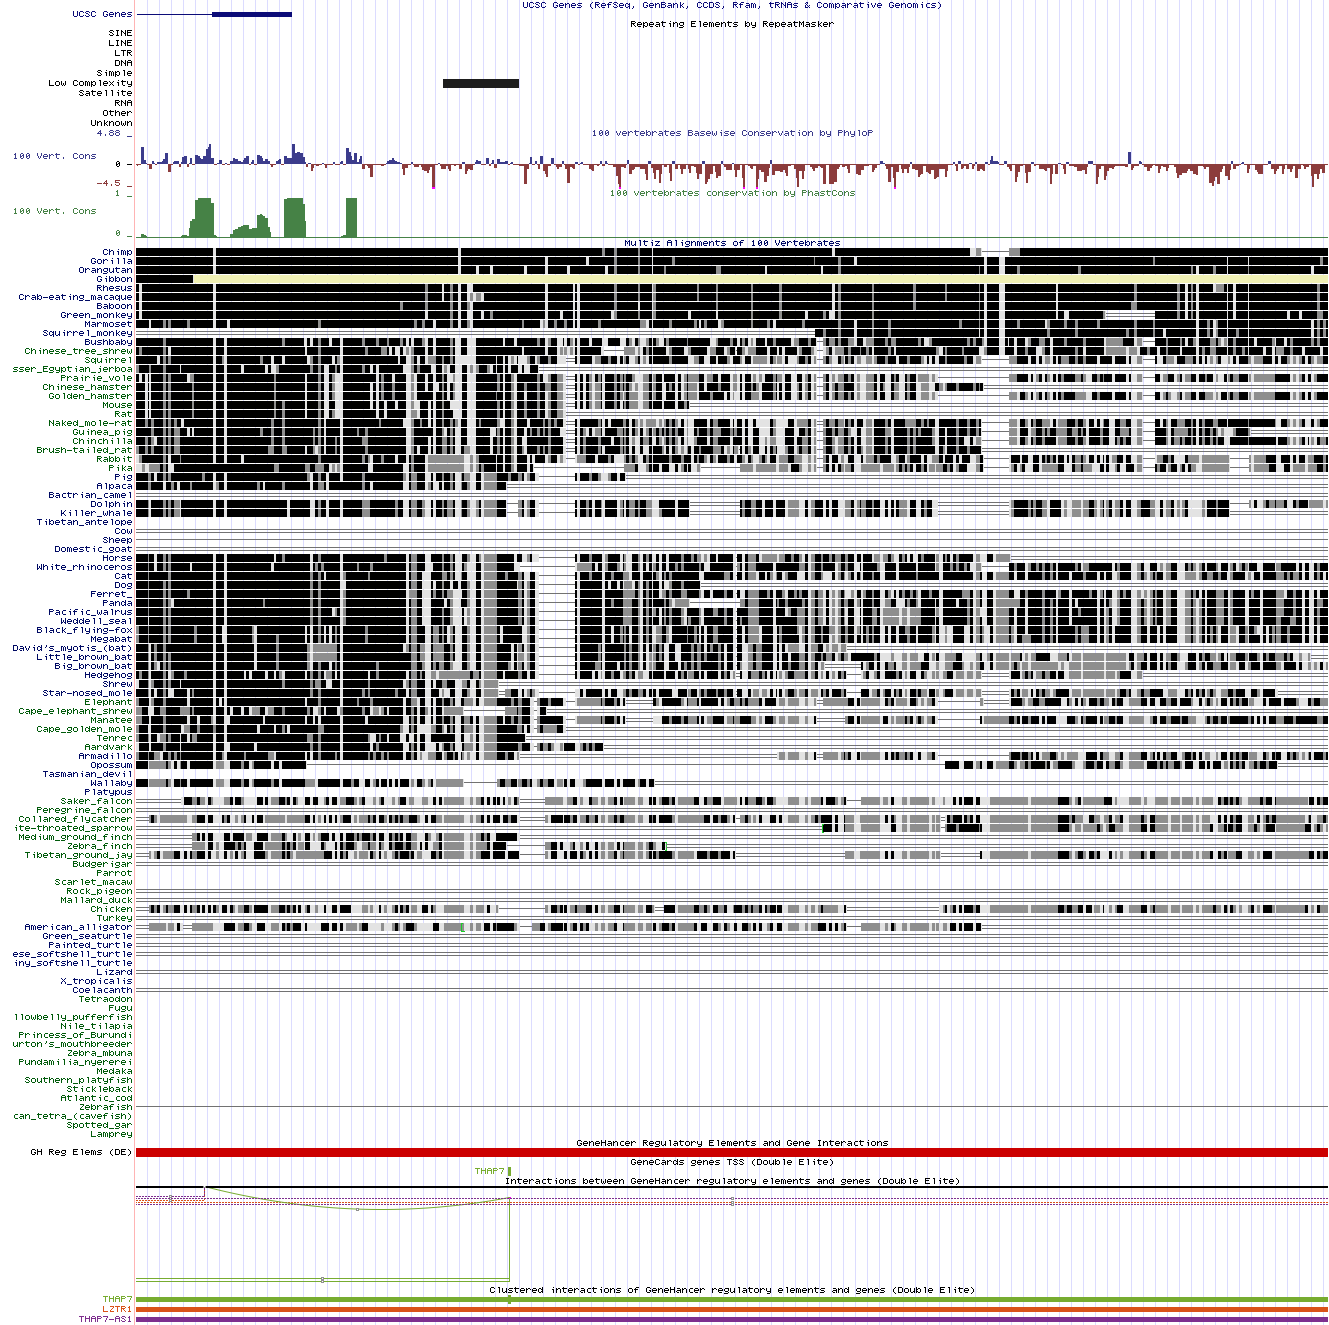 UCSC Genes (RefSeq, GenBank, CCDS, Rfam, tRNAs & Comparative Genomics)
UCSC Genes
Repeating Elements by RepeatMasker
SINE
LINE
LTR
DNA
Simple
Low Complexity
Satellite
RNA
Other
Unknown
4.88 _
100 vertebrates Basewise Conservation by PhyloP
100 Vert. Cons
0 _
-4.5 _
100 vertebrates conservation by PhastCons
1 _
100 Vert. Cons
0 _
Multiz Alignments of 100 Vertebrates
Chimp
Gorilla
Orangutan
Gibbon
Rhesus
Crab-eating_macaque
Baboon
Green_monkey
Marmoset
Squirrel_monkey
Bushbaby
Chinese_tree_shrew
Squirrel
sser_Egyptian_jerboa
Prairie_vole
Chinese_hamster
Golden_hamster
Mouse
Rat
Naked_mole-rat
Guinea_pig
Chinchilla
Brush-tailed_rat
Rabbit
Pika
Pig
Alpaca
Bactrian_camel
Dolphin
Killer_whale
Tibetan_antelope
Cow
Sheep
Domestic_goat
Horse
White_rhinoceros
Cat
Dog
Ferret_
Panda
Pacific_walrus
Weddell_seal
Black_flying-fox
Megabat
David's_myotis_(bat)
Little_brown_bat
Big_brown_bat
Hedgehog
Shrew
Star-nosed_mole
Elephant
Cape_elephant_shrew
Manatee
Cape_golden_mole
Tenrec
Aardvark
Armadillo
Opossum
Tasmanian_devil
Wallaby
Platypus
Saker_falcon
Peregrine_falcon
Collared_flycatcher
ite-throated_sparrow
Medium_ground_finch
Zebra_finch
Tibetan_ground_jay
Budgerigar
Parrot
Scarlet_macaw
Rock_pigeon
Mallard_duck
Chicken
Turkey
American_alligator
Green_seaturtle
Painted_turtle
ese_softshell_turtle
iny_softshell_turtle
Lizard
X_tropicalis
Coelacanth
Tetraodon
Fugu
llowbelly_pufferfish
Nile_tilapia
Princess_of_Burundi
urton's_mouthbreeder
Zebra_mbuna
Pundamilia_nyererei
Medaka
Southern_platyfish
Stickleback
Atlantic_cod
Zebrafish
can_tetra_(cavefish)
Spotted_gar
Lamprey
GeneHancer Regulatory Elements and Gene Interactions
GH Reg Elems (DE)
GeneCards genes TSS (Double Elite)
THAP7
Interactions between GeneHancer regulatory elements and genes (Double Elite)
Clustered interactions of GeneHancer regulatory elements and genes (Double Elite)
THAP7
LZTR1
THAP7-AS1